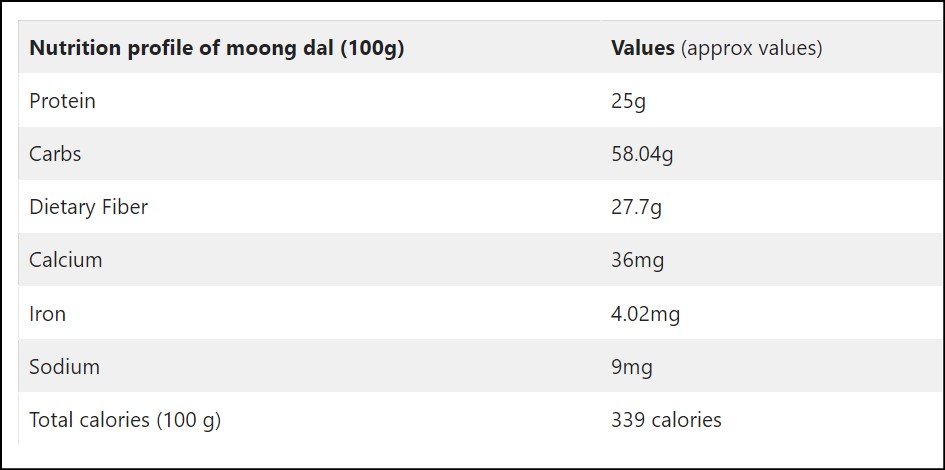 Nutrition profile of moong dal (100g) Values (approx values)
Protein 25g
Carbs 58.04g
Dietary Fiber 27.7g
Calcium 36mg
Iron 4.02mg
Sodium 9mg
Total calories (100 g) 339 calories